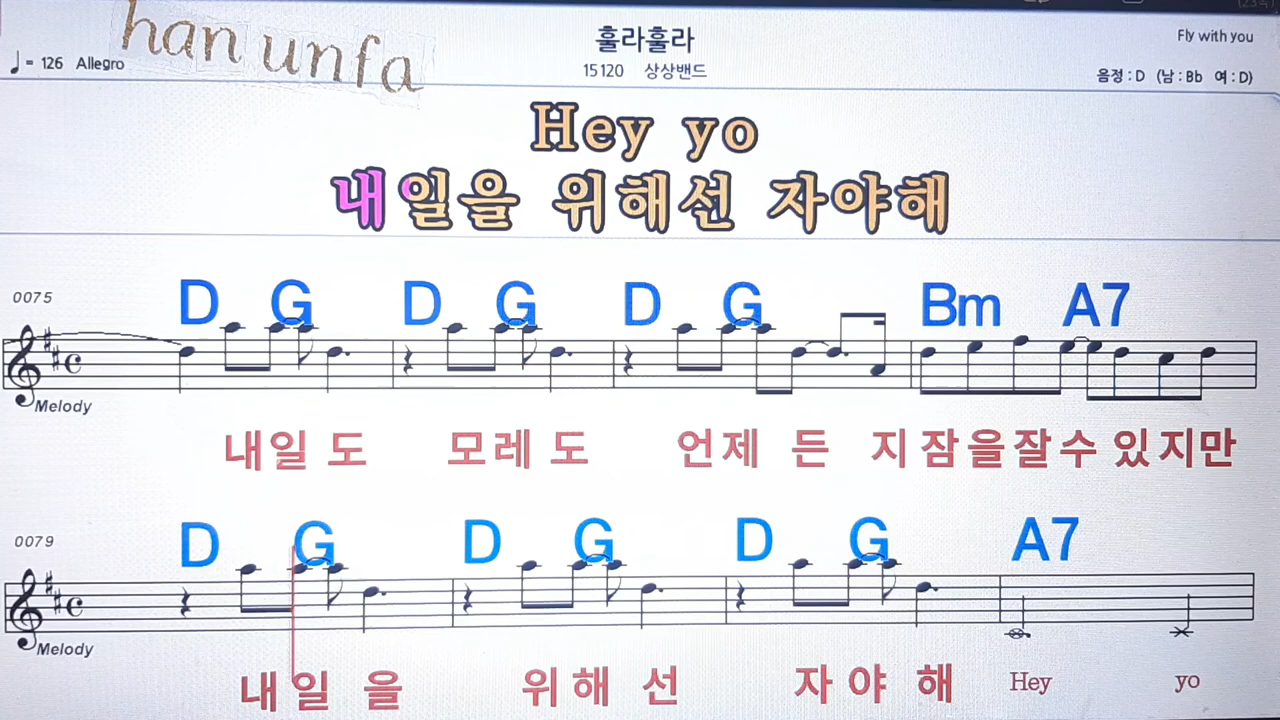 han unfa
훌라훌라
Fly with you
= 126 Allegro
15120 상상밴드
음정 : D (남 : Bb 여 : D)
Hey yo
내일을 위해선 자야해
0075
D G D G D G Bm A7
Melody
내일 도 모레 도 언제 든 지 잠을잘수 있지만
0079
D G D G D G A7
Melody
내일 을 위해 선 자야 해 Hey yo